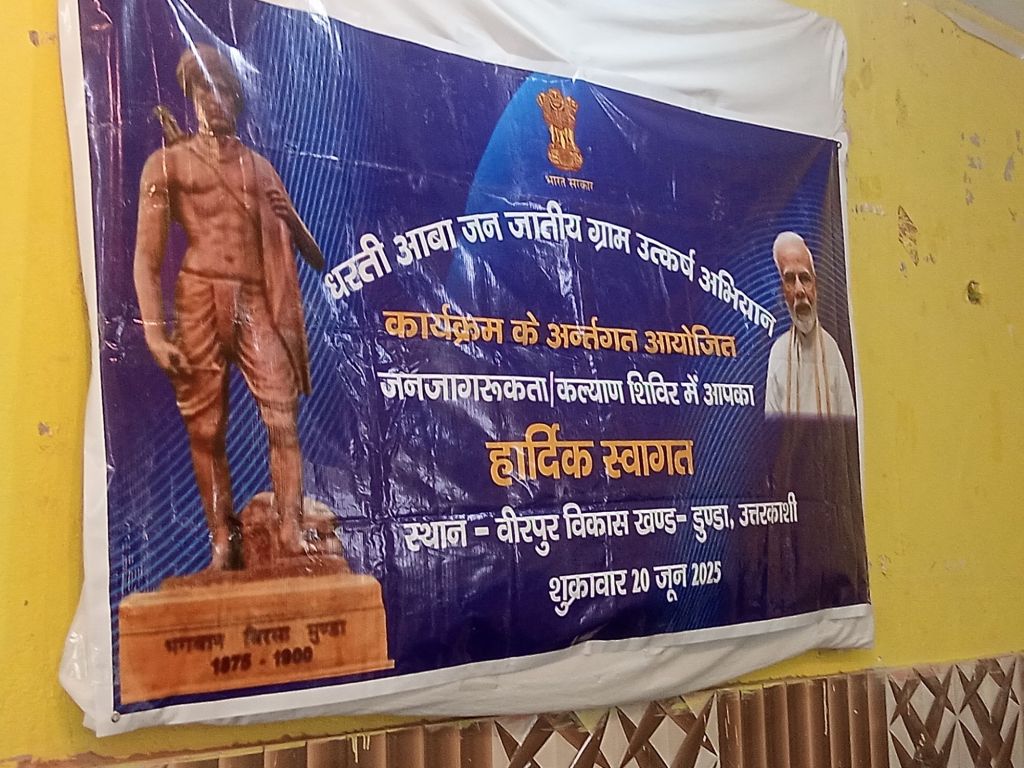 भारत सरकार
धरती आबा जन जातीय ग्राम उत्कर्ष अभियान
कार्यक्रम के अर्न्तगत आयोजित
जनजागरूकता/कल्याण शिविर में आपका
हार्दिक स्वागत
स्थान - वीरपुर विकास खण्ड- डुण्डा, उत्तरकाशी
शुक्रवार 20 जून 2025
भगवान बिरसा मुण्डा
1875 - 1900